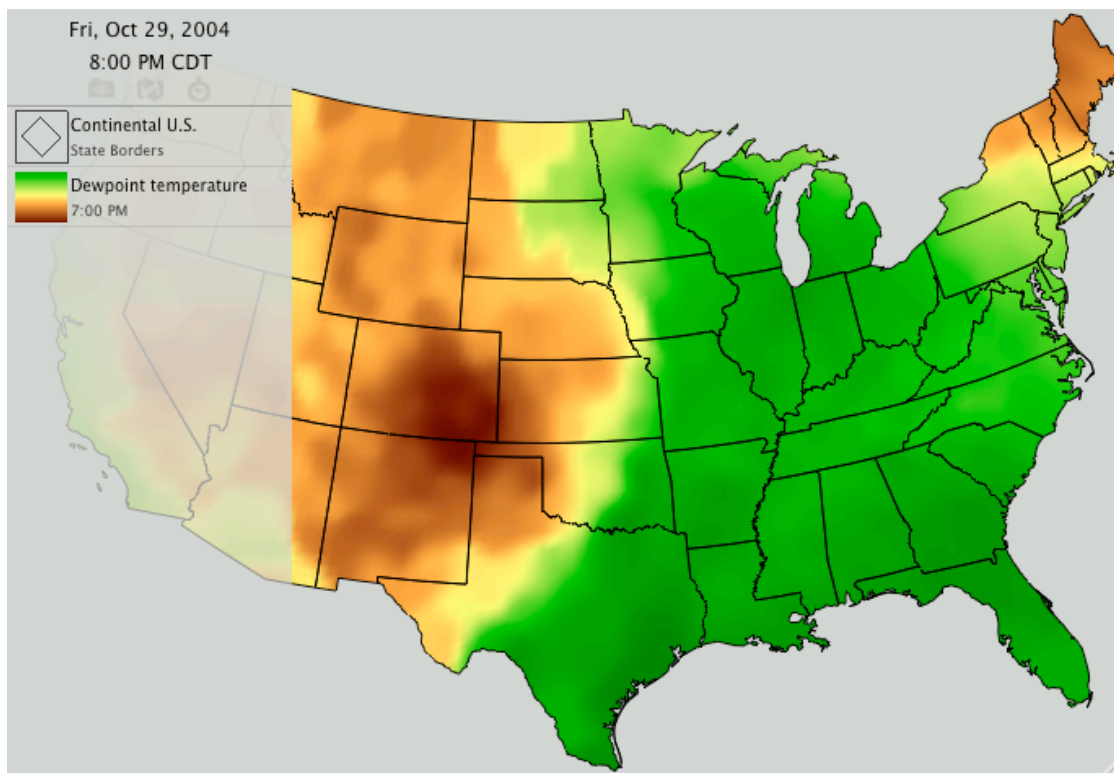 Fri, Oct 29, 2004
8:00 PM CDT
Continental U.S.
State Borders
Dewpoint temperature
7:00 PM